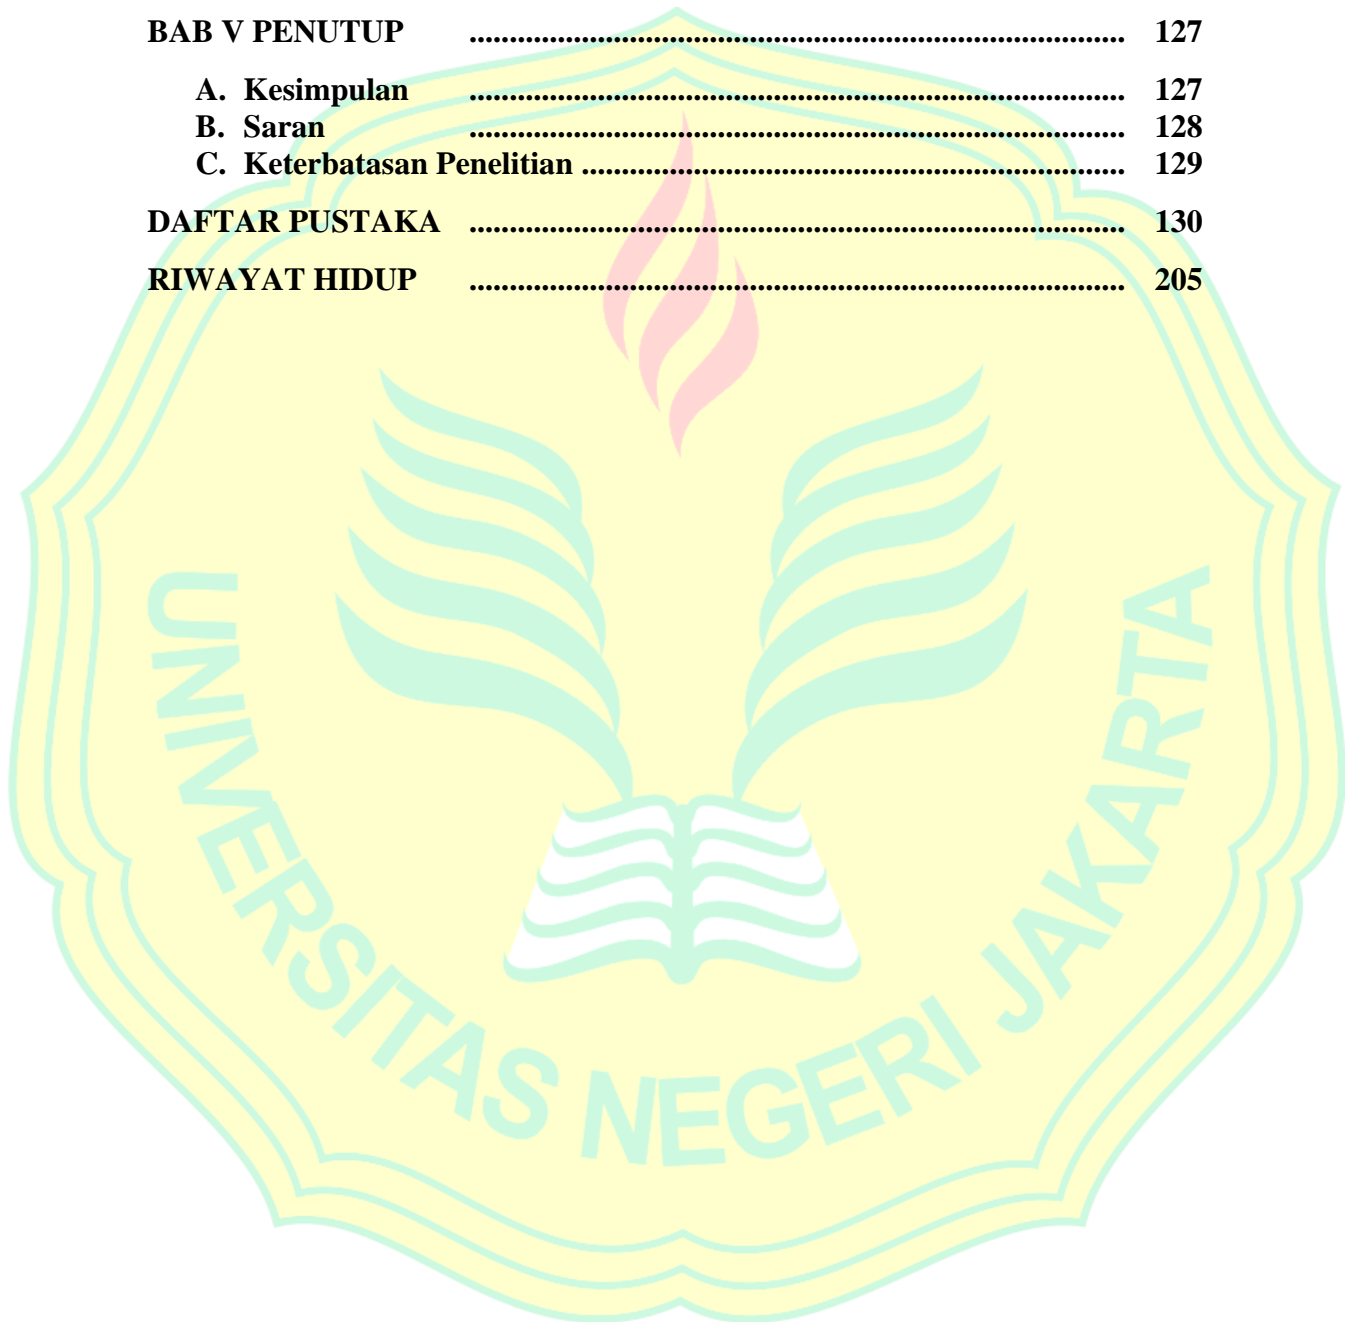 BAB V PENUTUP ................................................................................ 127
A. Kesimpulan ................................................................................ 127
B. Saran ................................................................................ 128
C. Keterbatasan Penelitian .................................................................. 129
DAFTAR PUSTAKA ................................................................................ 130
RIWAYAT HIDUP ................................................................................ 205
UNIVERSITAS NEGERI JAKARTA